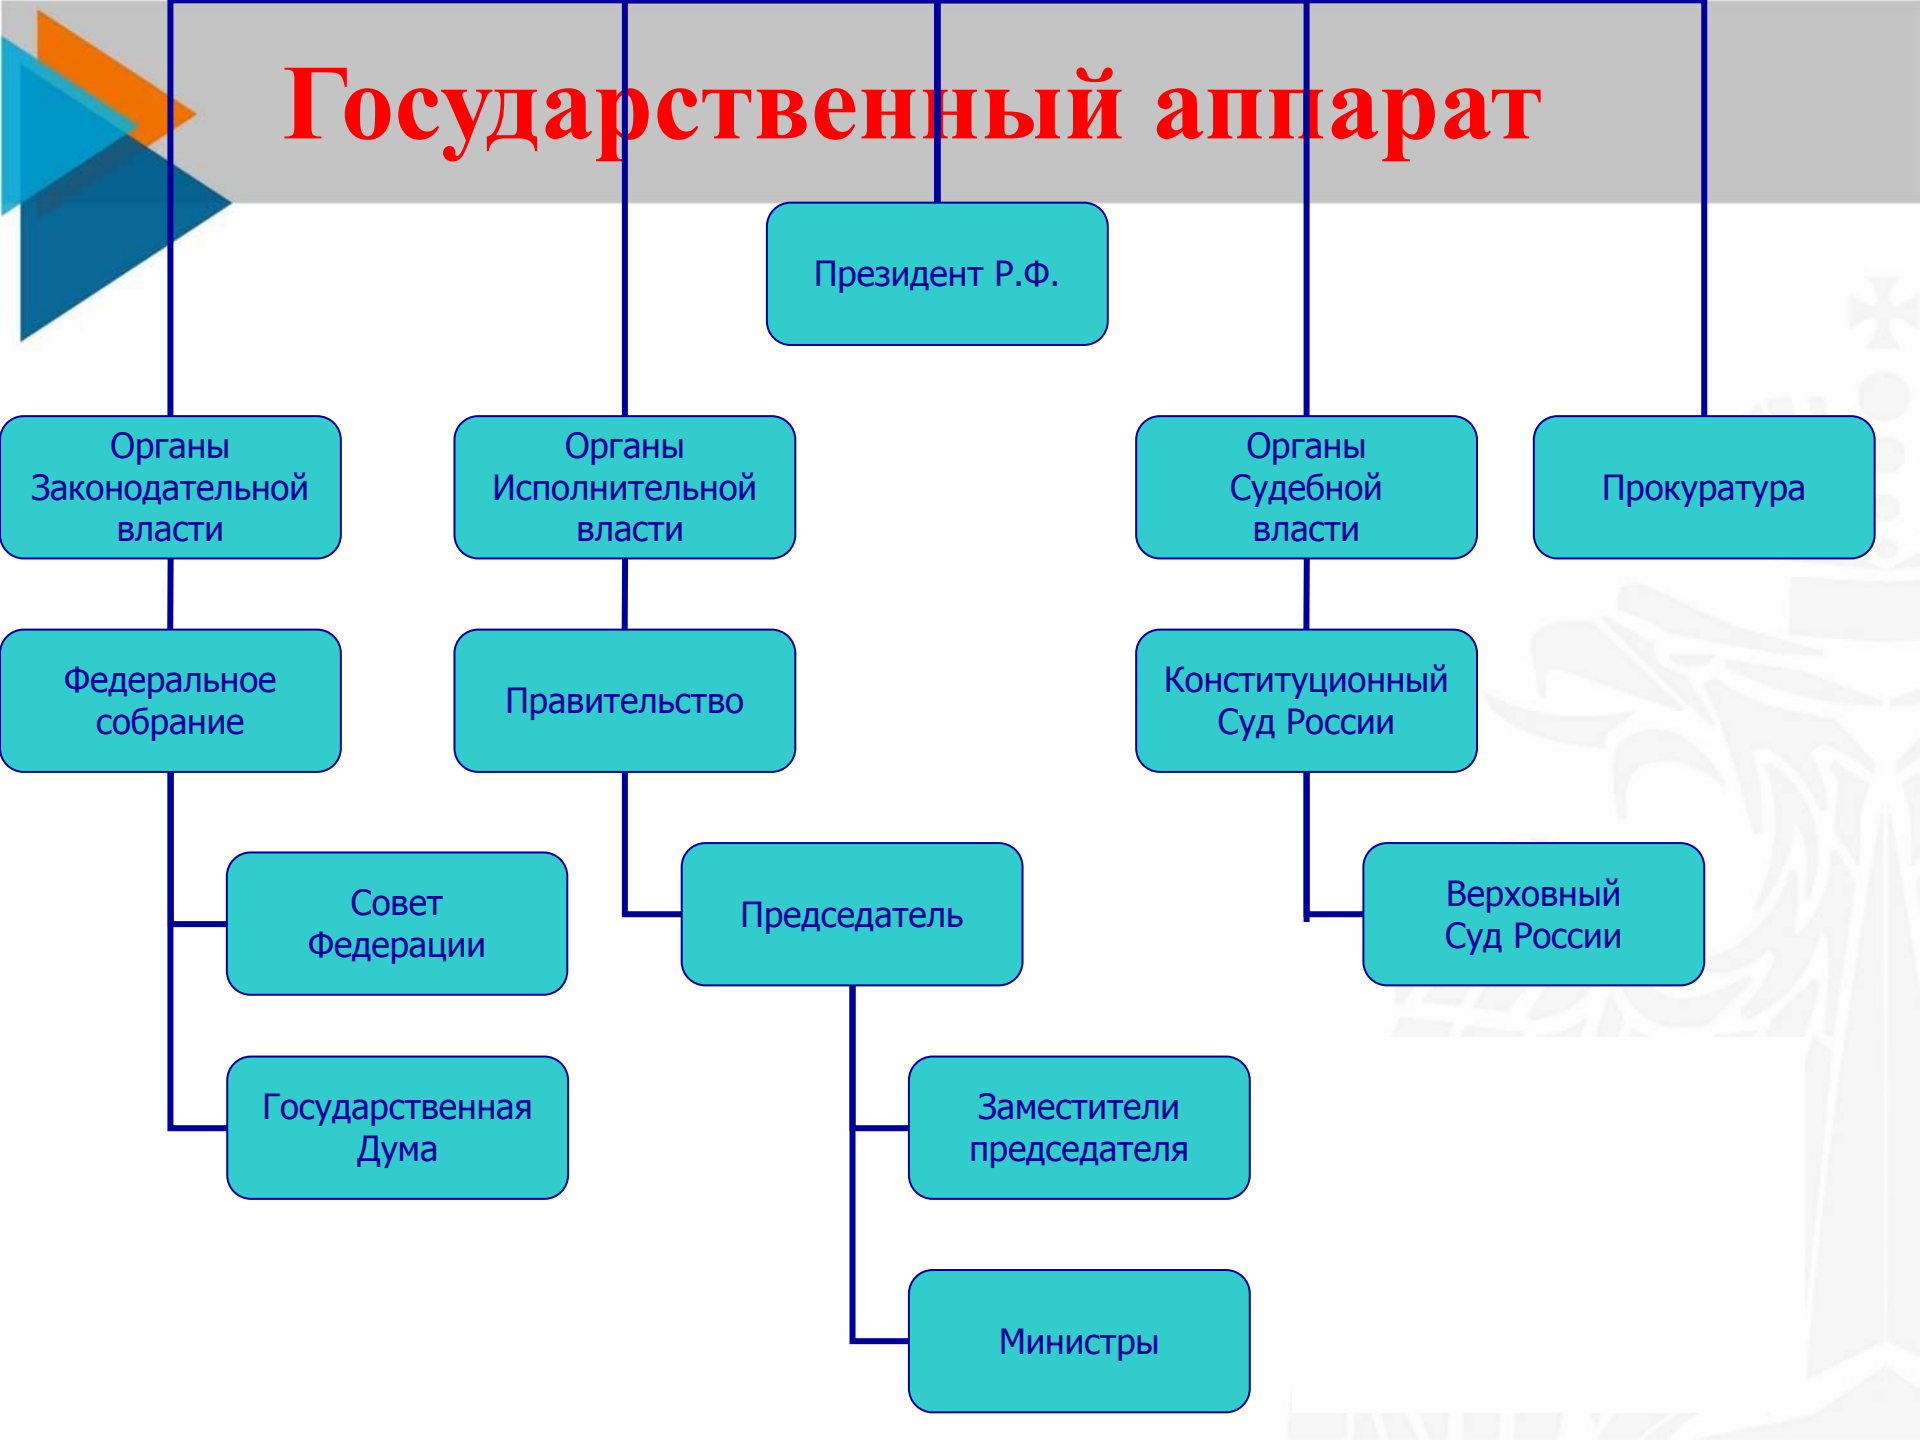 Государственный аппарат
Президент Р.Ф.
Органы
Законодательной
власти
Органы
Исполнительной
власти
Органы
Судебной
власти
Прокуратура
Федеральное
собрание
Правительство
Конституционный
Суд России
Совет
Федерации
Председатель
Верховный
Суд России
Государственная
Дума
Заместители
председателя
Министры